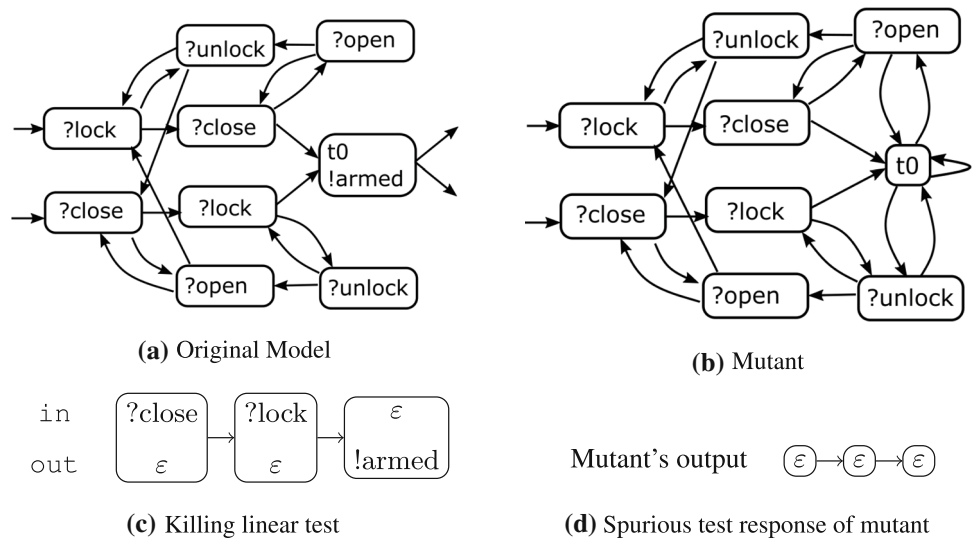 ?unlock
?open
?lock
?close
t0
!armed
?close
?lock
?open
?unlock
(a) Original Model
?unlock
?open
?lock
?close
t0
?close
?lock
?open
?unlock
(b) Mutant
in
?close
?lock
ε
out
ε
ε
!armed
(c) Killing linear test
Mutant's output
ε
ε
ε
(d) Spurious test response of mutant